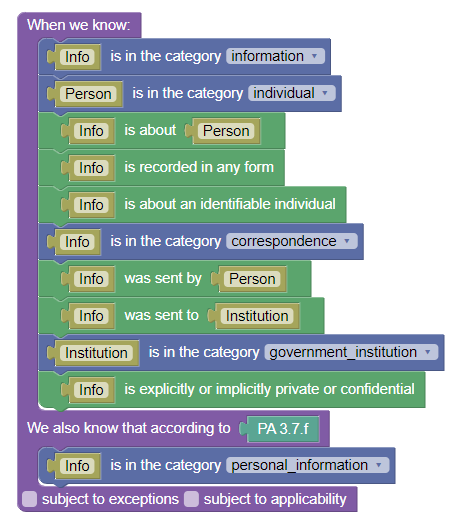 When we know:
Info is in the category information
Person is in the category individual
Info is about Person
Info is recorded in any form
Info is about an identifiable individual
Info is in the category correspondence
Info was sent by Person
Info was sent to Institution
Institution is in the category government_institution
Info is explicitly or implicitly private or confidential
We also know that according to PA 3.7.f
Info is in the category personal_information
subject to exceptions subject to applicability